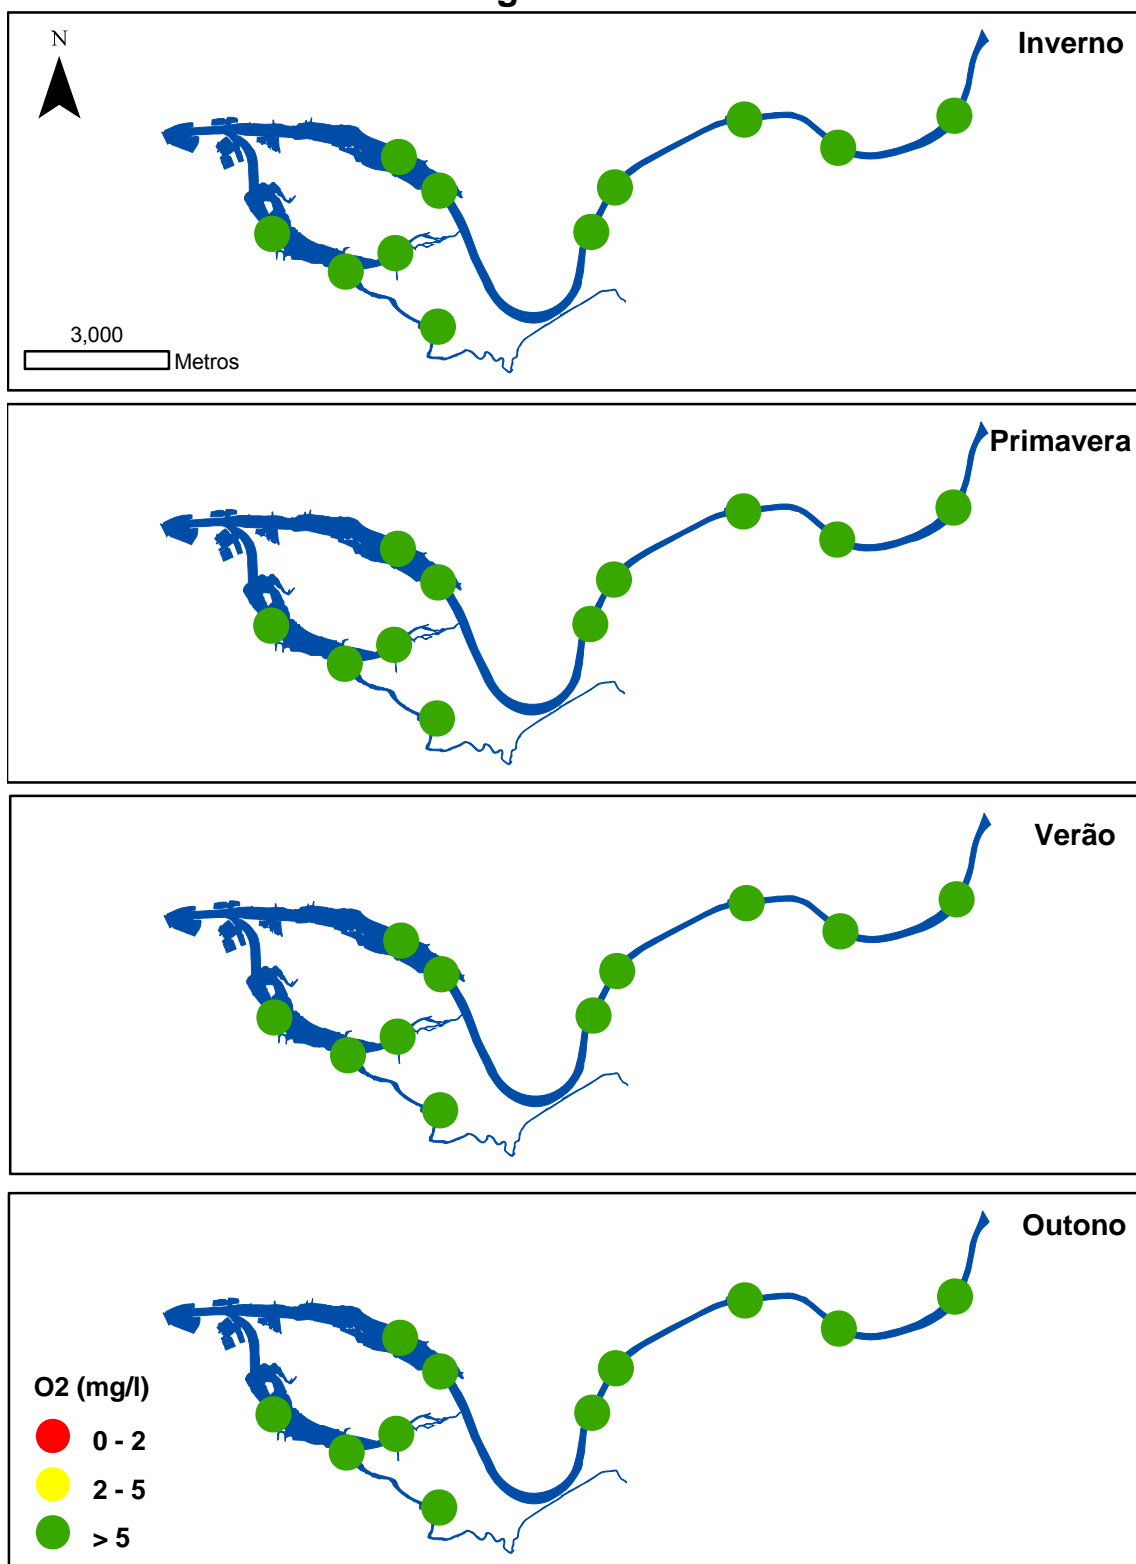 Inverno
N
3,000
Metros
Primavera
Verão
Outono
O2 (mg/l)
0 - 2
2 - 5
> 5